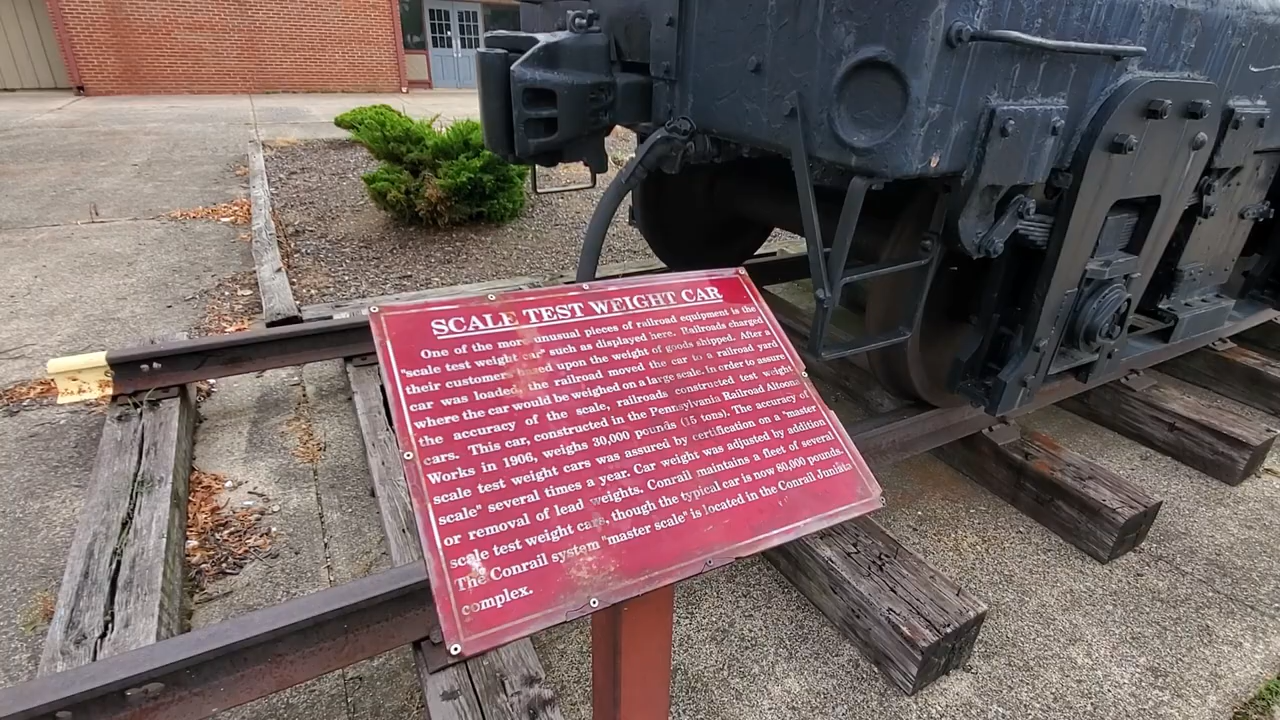 SCALE TEST WEIGHT CAR
One of the more unusual pieces of railroad equipment is the
"scale test weight car" such as displayed here. Railroads charged
their customers based upon the weight of goods shipped. After a
car was loaded, the railroad moved the car to a railroad yard
where the car would be weighed on a large scale. In order to assure
the accuracy of the scale, railroads constructed test weight
cars. This car, constructed in the Pennsylvania Railroad Altoona
Works in 1906, weighs 30,000 pounds (15 tons). The accuracy of
scale test weight cars was assured by certification on a "master
scale" several times a year. Car weight was adjusted by addition
or removal of lead weights. Conrail maintains a fleet of several
scale test weight cars, though the typical car is now 80,000 pounds.
The Conrail system "master scale" is located in the Conrail Juniata
complex.